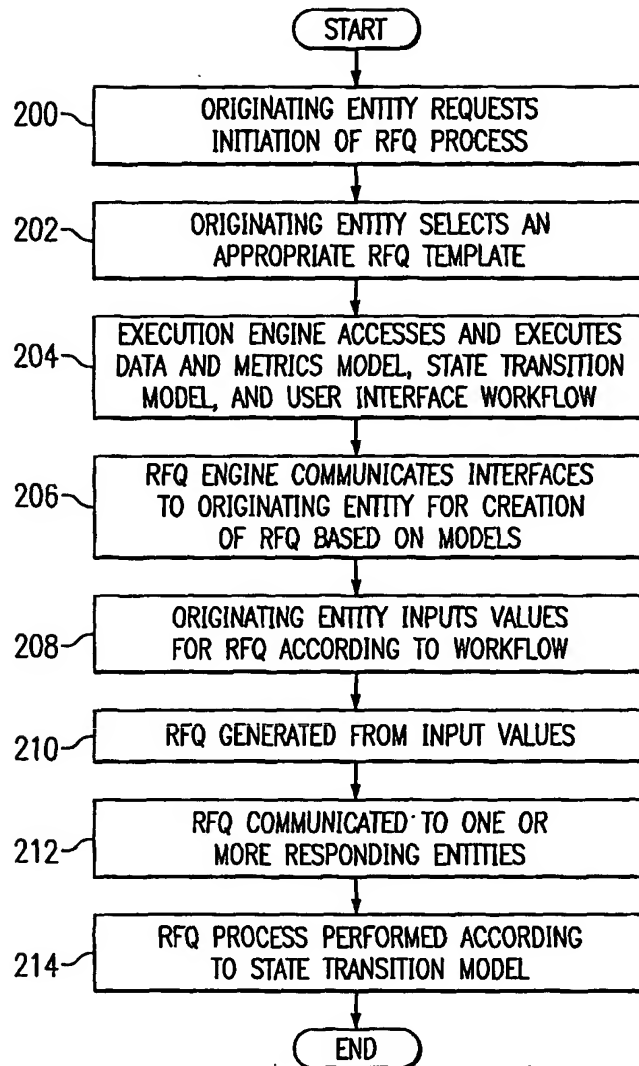 START
200
ORIGINATING ENTITY REQUESTS
INITIATION OF RFQ PROCESS
202
ORIGINATING ENTITY SELECTS AN
APPROPRIATE RFQ TEMPLATE
204
EXECUTION ENGINE ACCESSES AND EXECUTES
DATA AND METRICS MODEL, STATE TRANSITION
MODEL, AND USER INTERFACE WORKFLOW
206
RFQ ENGINE COMMUNICATES INTERFACES
TO ORIGINATING ENTITY FOR CREATION
OF RFQ BASED ON MODELS
208
ORIGINATING ENTITY INPUTS VALUES
FOR RFQ ACCORDING TO WORKFLOW
210
RFQ GENERATED FROM INPUT VALUES
212
RFQ COMMUNICATED TO ONE OR
MORE RESPONDING ENTITIES
214
RFQ PROCESS PERFORMED ACCORDING
TO STATE TRANSITION MODEL
END